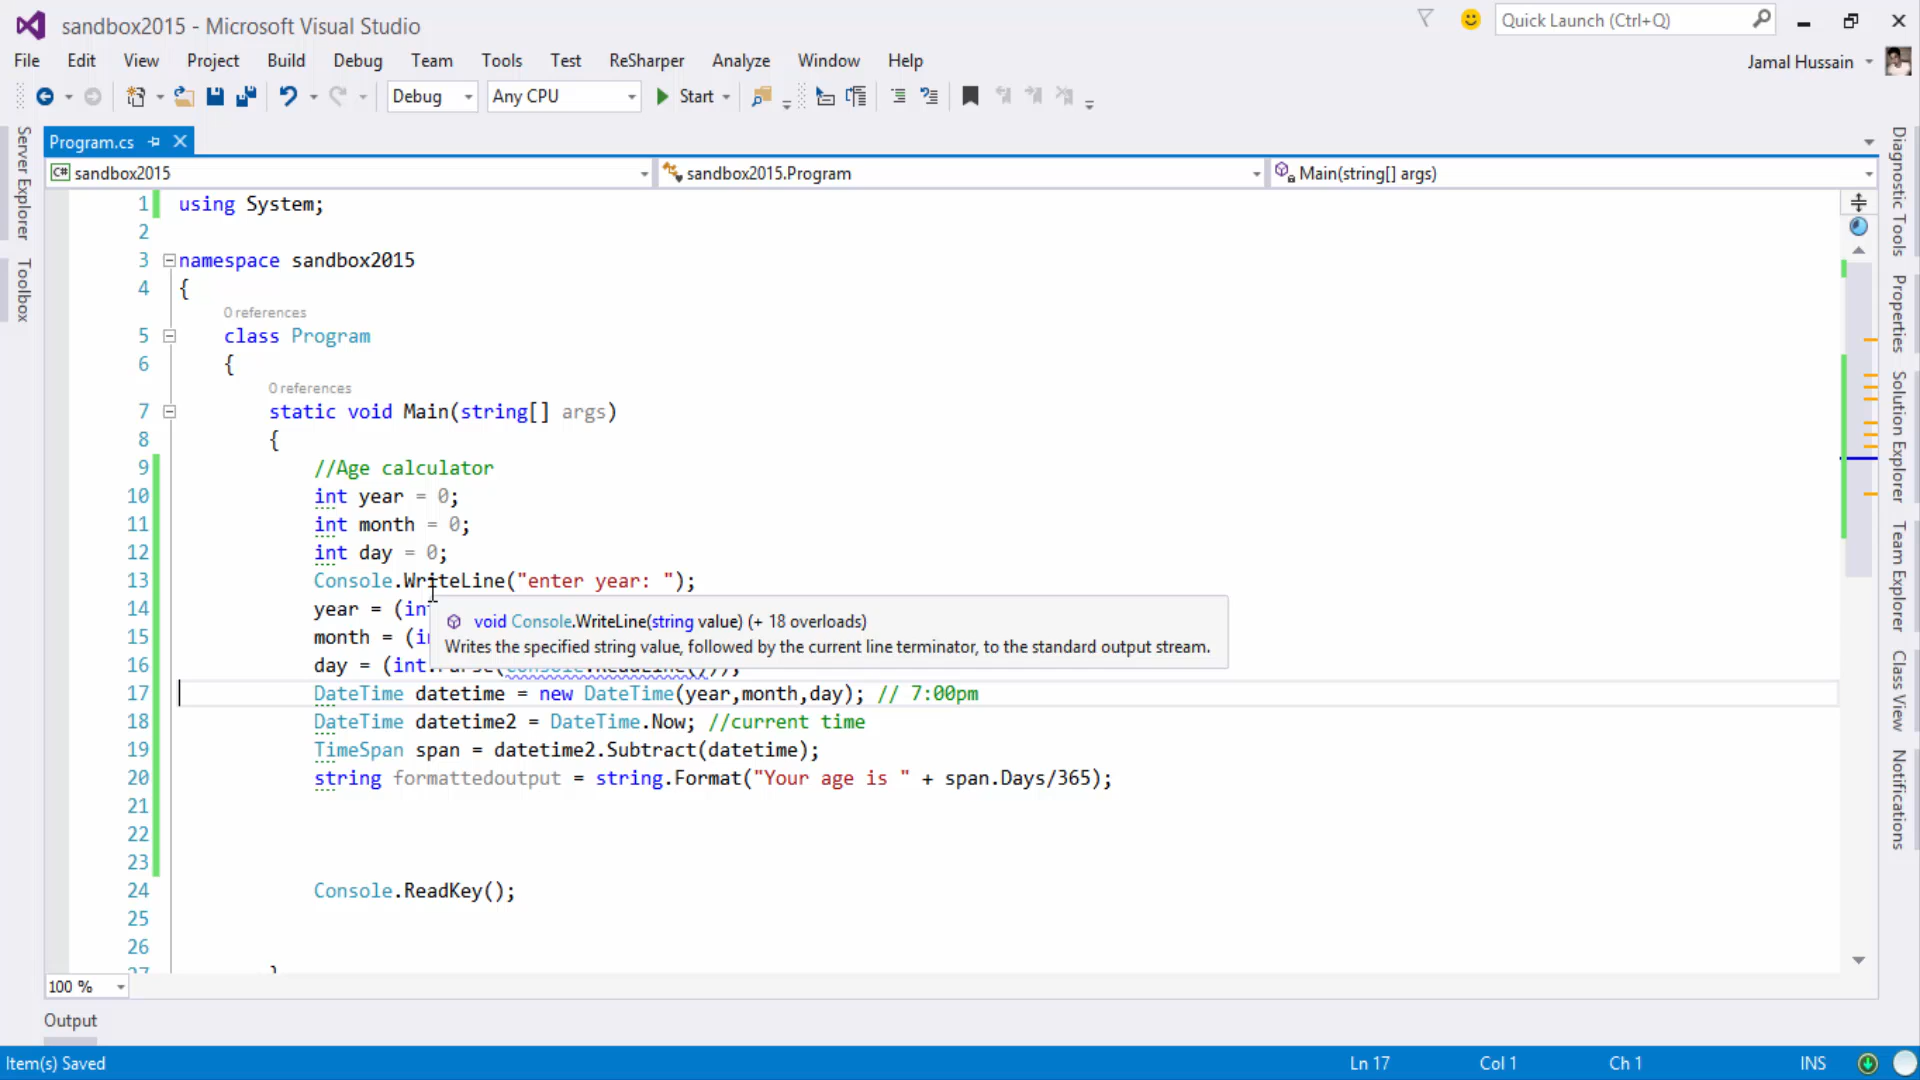 sandbox2015 - Microsoft Visual Studio
Quick Launch (Ctrl+Q)
File Edit View Project Build Debug Team Tools Test ReSharper Analyze Window Help
Jamal Hussain
Debug Any CPU Start
Server Explorer
Toolbox
Program.cs
sandbox2015 sandbox2015.Program Main(string[] args)
1 using System;
2
3 namespace sandbox2015
4 {
0 references
5 class Program
6 {
0 references
7 static void Main(string[] args)
8 {
9 //Age calculator
10 int year = 0;
11 int month = 0;
12 int day = 0;
13 Console.WriteLine("enter year: ");
14 year = (int
void Console.WriteLine(string value) (+ 18 overloads)
15 month = (in
Writes the specified string value, followed by the current line terminator, to the standard output stream.
16 day = (int.Parse(Console.ReadLine()));
17 DateTime datetime = new DateTime(year,month,day); // 7:00pm
18 DateTime datetime2 = DateTime.Now; //current time
19 TimeSpan span = datetime2.Subtract(datetime);
20 string formattedoutput = string.Format("Your age is " + span.Days/365);
21
22
23
24 Console.ReadKey();
25
26
27 }
100 %
Output
Item(s) Saved Ln 17 Col 1 Ch 1 INS
Diagnostic Tools
Properties
Solution Explorer
Team Explorer
Class View
Notifications